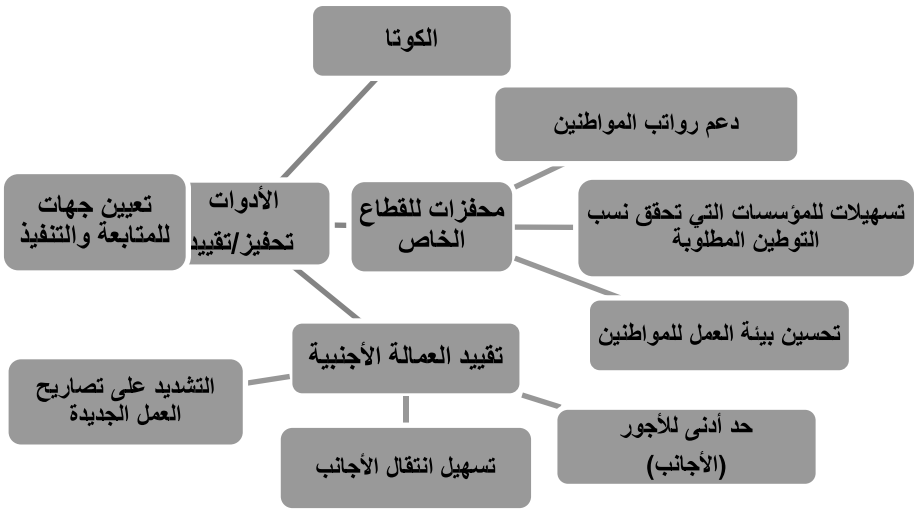 الكوتا
دعم رواتب المواطنين
تعيين جهات
للمتابعة والتنفيذ
الأدوات
تحفيز/تقييد
محفزات للقطاع
الخاص
تسهيلات للمؤسسات التي تحقق نسب
التوطين المطلوبة
تحسين بيئة العمل للمواطنين
تقييد العمالة الأجنبية
التشديد على تصاريح
العمل الجديدة
تسهيل انتقال الأجانب
حد أدنى للأجور
(الأجانب)